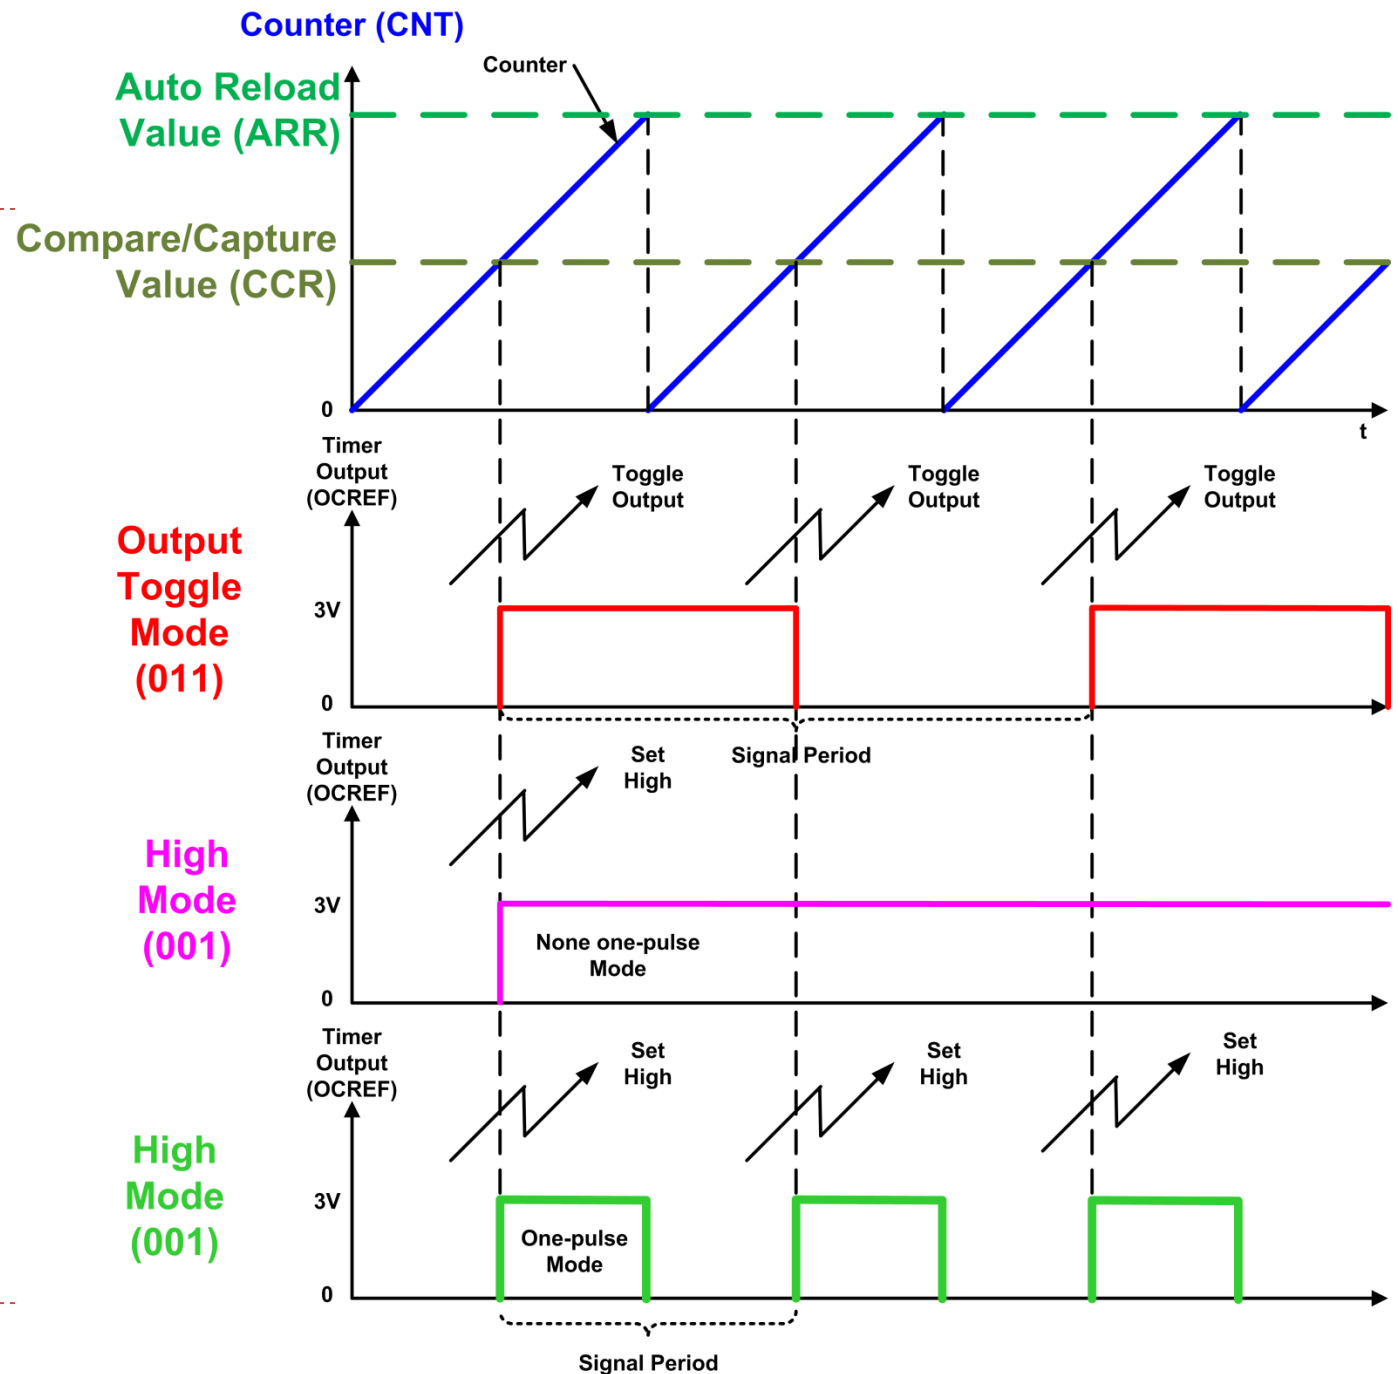 Counter (CNT)
Counter
Auto Reload
Value (ARR)
Compare/Capture
Value (CCR)
0
t
Timer
Output
(OCREF)
Toggle
Output
Toggle
Output
Toggle
Output
Output
Toggle
Mode
(011)
3V
0
Signal Period
Timer
Output
(OCREF)
Set
High
High
Mode
(001)
3V
None one-pulse
Mode
0
Timer
Output
(OCREF)
Set
High
Set
High
Set
High
High
Mode
(001)
3V
One-pulse
Mode
0
Signal Period